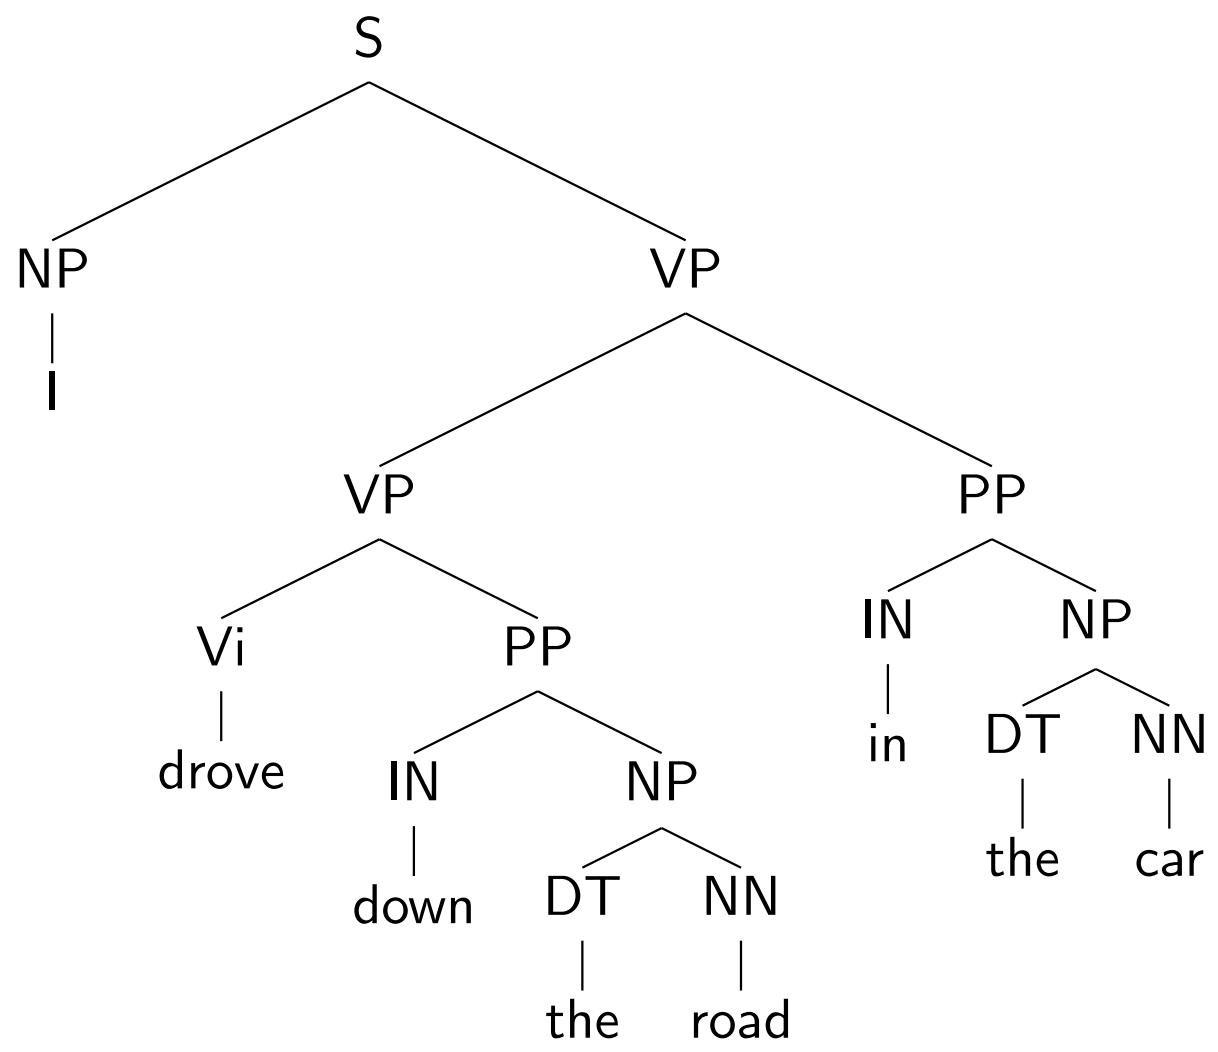 S
NP VP
I
VP PP
IN NP
Vi PP
DT NN
in
drove
IN NP
the car
DT NN
down
the road